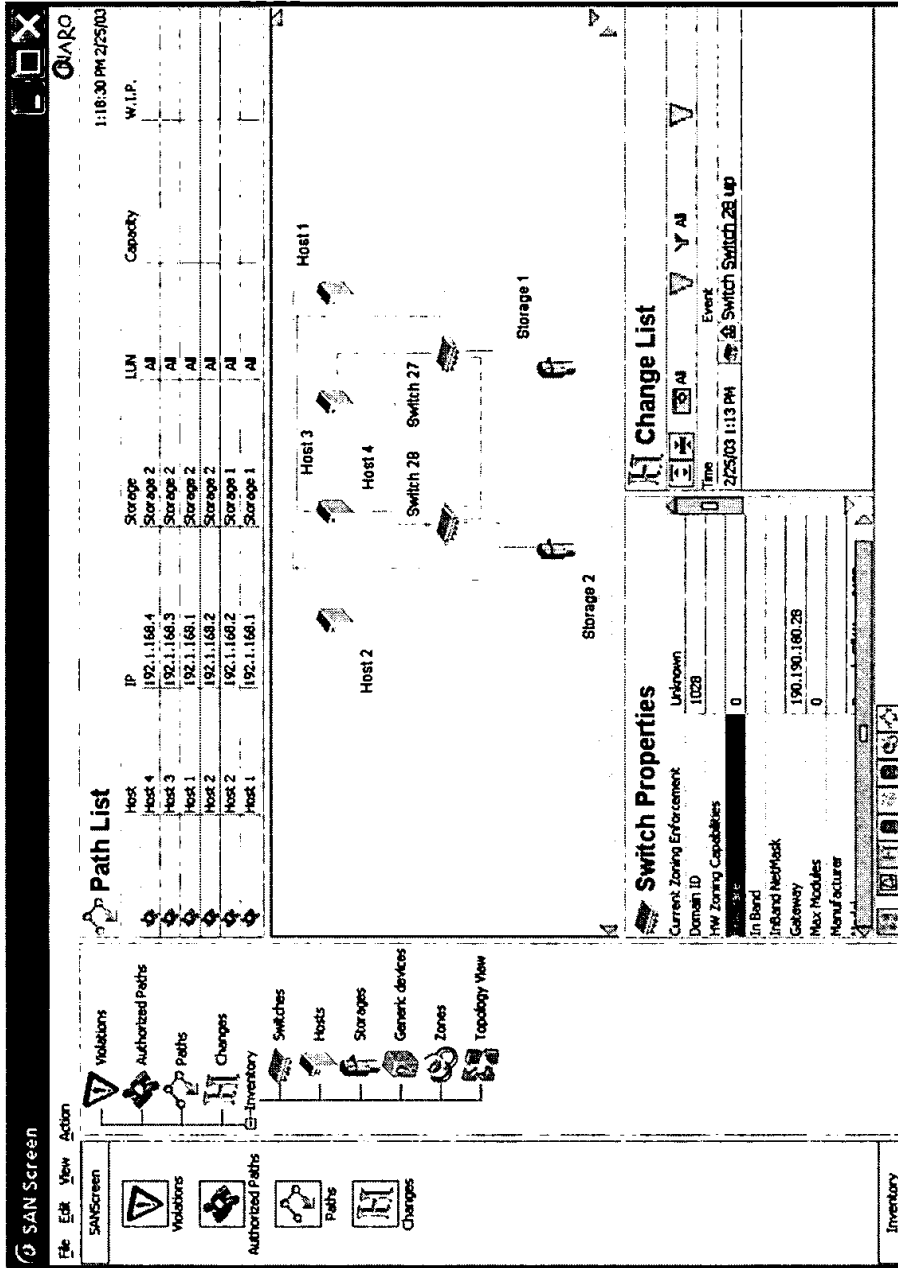 SAN Screen
File Edit View Action
ONARO
SANScreen
Violations
Authorized Paths
Paths
Changes
Inventory
Violations
Authorized Paths
Paths
Changes
Inventory
Switches
Hosts
Storages
Generic devices
Zones
Topology View
Path List
1:18:30 PM 2/25/03
Host IP Storage LUN Capacity W.I.P.
Host 4 192.1.168.4 Storage 2 All
Host 3 192.1.168.3 Storage 2 All
Host 1 192.1.168.1 Storage 2 All
Host 2 192.1.168.2 Storage 2 All
Host 2 192.1.168.2 Storage 1 All
Host 1 192.1.168.1 Storage 1 All
Host 1
Host 3
Host 4
Host 2
Switch 28
Switch 27
Storage 1
Storage 2
Switch Properties
Current Zoning Enforcement Unknown
Domain ID 1028
HW Zoning Capabilities
0
In Band
InBand NetMask
Gateway 190.190.180.28
Max Modules 0
Manufacturer
Change List
All All
Time Event
2/25/03 1:13 PM Switch Switch 28 up